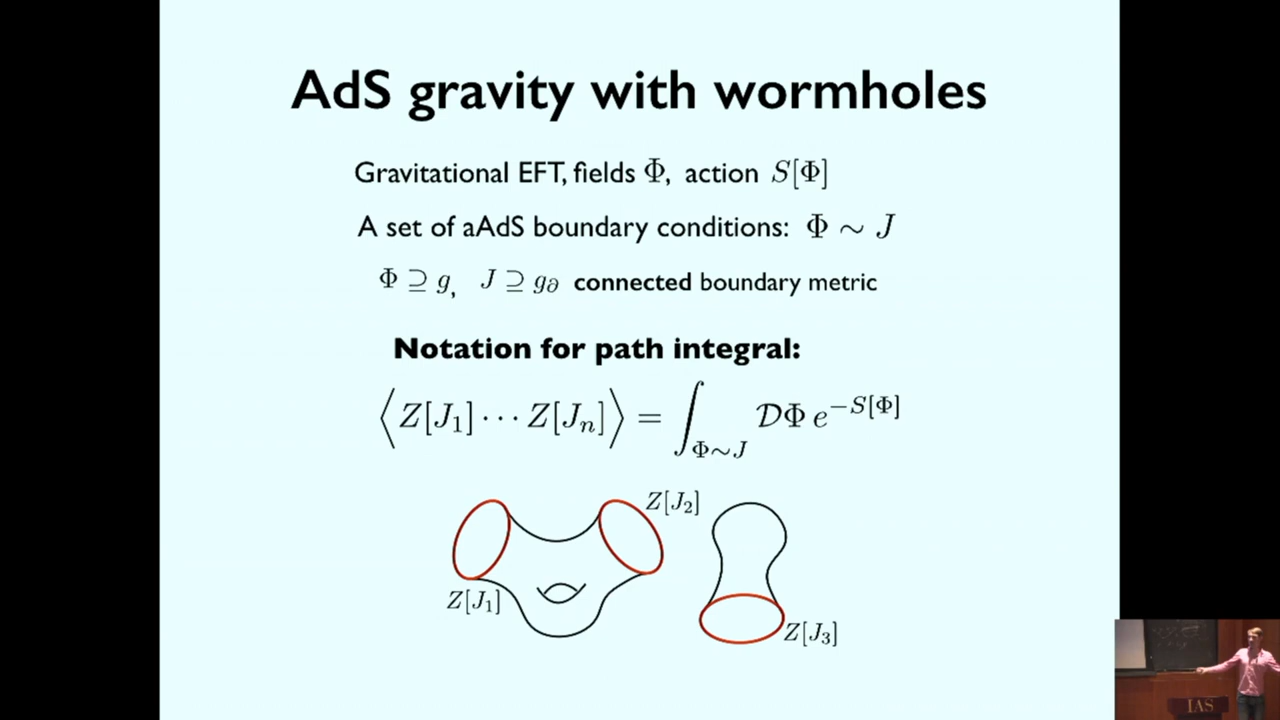 AdS gravity with wormholes
Gravitational EFT, fields Φ, action S[Φ]
A set of aAdS boundary conditions: Φ ∼ J
Φ ⊇ g, J ⊇ g∂ connected boundary metric
Notation for path integral:
⟨Z[J₁] ··· Z[Jₙ]⟩ = ∫_{Φ∼J} 𝒟Φ e^{−S[Φ]}
Z[J₂]
Z[J₁]
Z[J₃]
IAS